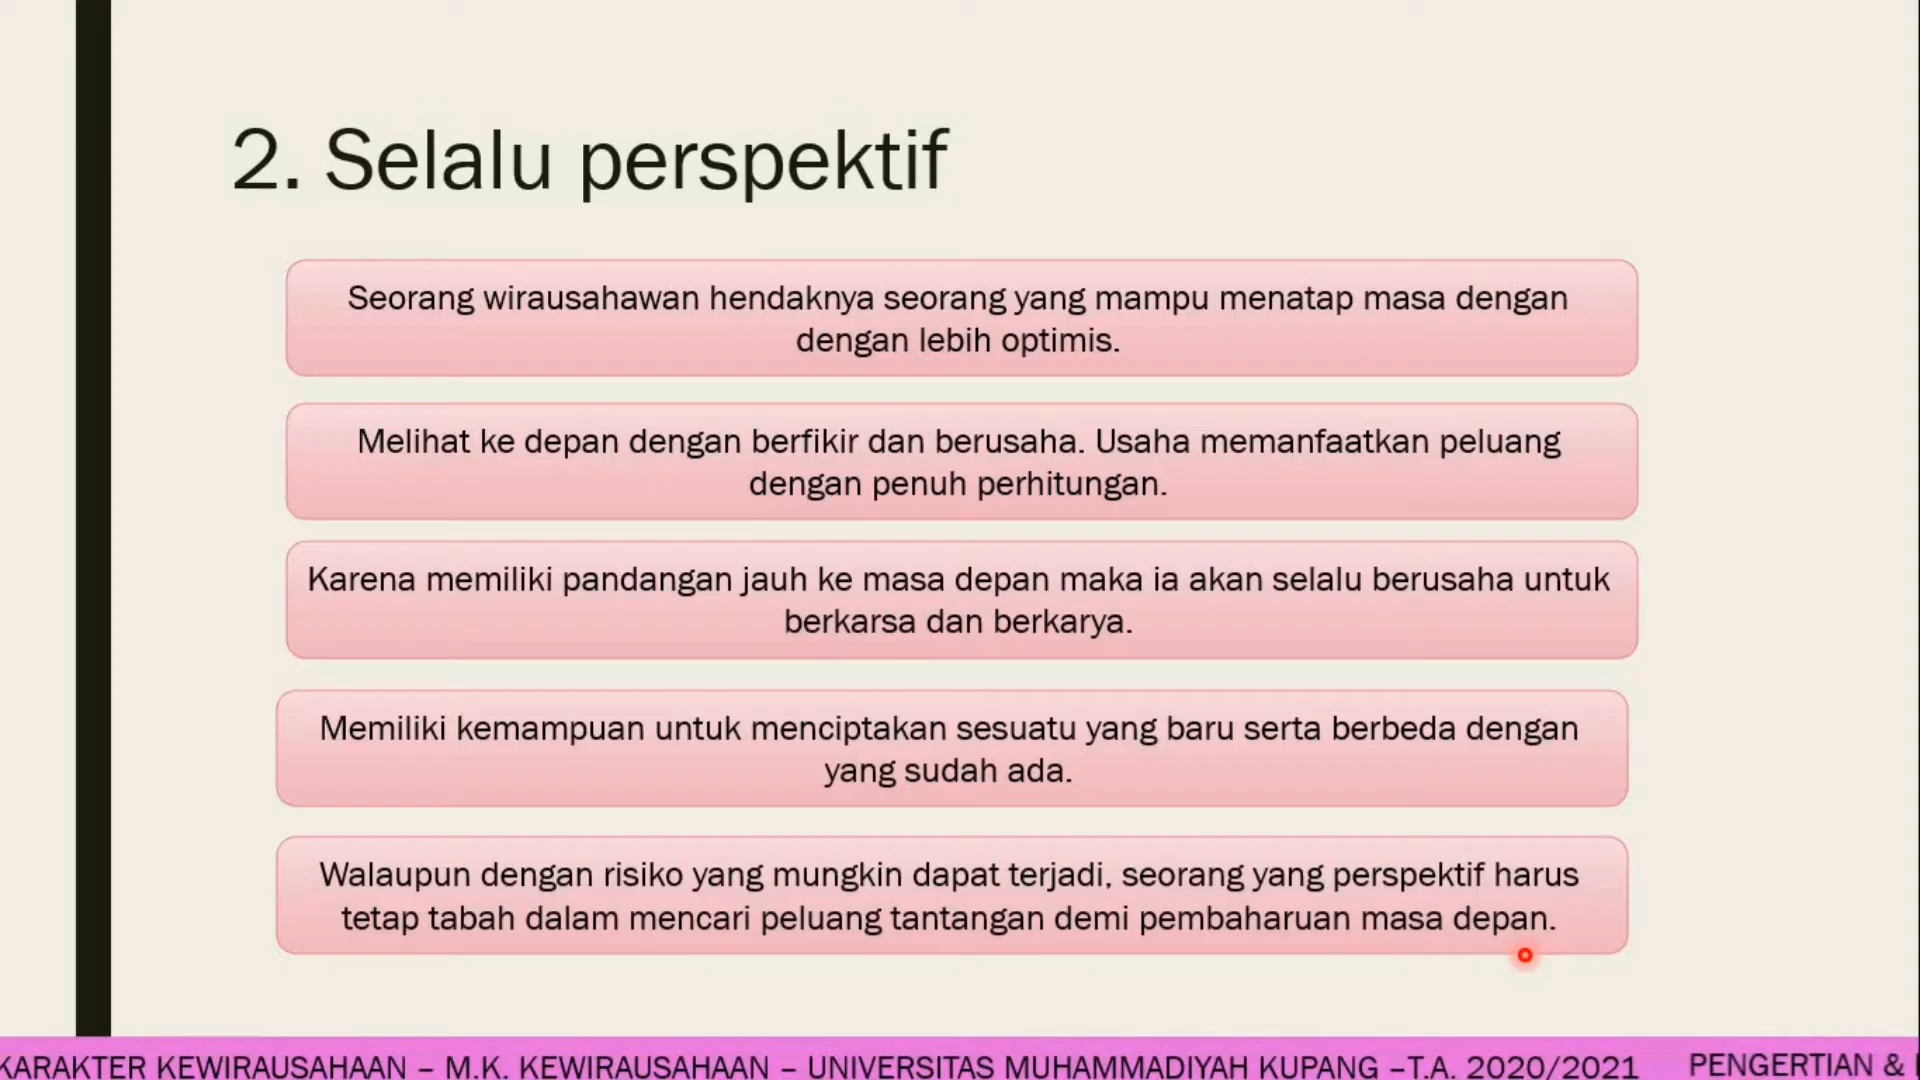 2. Selalu perspektif
Seorang wirausahawan hendaknya seorang yang mampu menatap masa dengan
dengan lebih optimis.
Melihat ke depan dengan berfikir dan berusaha. Usaha memanfaatkan peluang
dengan penuh perhitungan.
Karena memiliki pandangan jauh ke masa depan maka ia akan selalu berusaha untuk
berkarsa dan berkarya.
Memiliki kemampuan untuk menciptakan sesuatu yang baru serta berbeda dengan
yang sudah ada.
Walaupun dengan risiko yang mungkin dapat terjadi, seorang yang perspektif harus
tetap tabah dalam mencari peluang tantangan demi pembaharuan masa depan.
KARAKTER KEWIRAUSAHAAN – M.K. KEWIRAUSAHAAN – UNIVERSITAS MUHAMMADIYAH KUPANG –T.A. 2020/2021 PENGERTIAN &